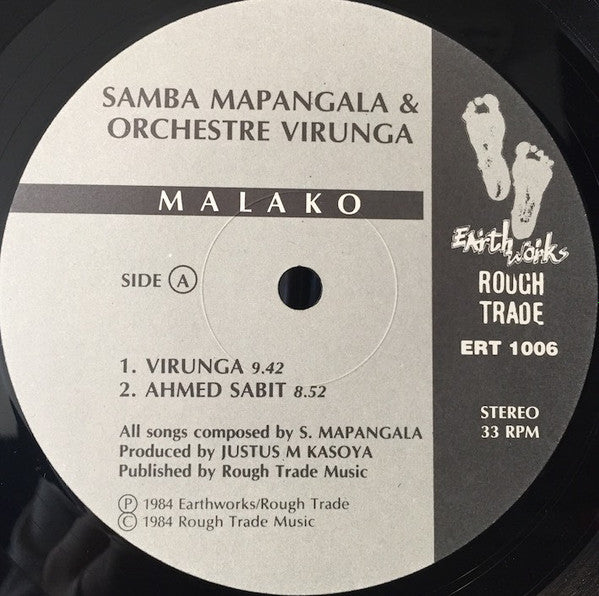 SAMBA MAPANGALA &
ORCHESTRE VIRUNGA
MALAKO
SIDE A
1. VIRUNGA 9.42
2. AHMED SABIT 8.52
All songs composed by S. MAPANGALA
Produced by JUSTUS M KASOYA
Published by Rough Trade Music
Ⓟ 1984 Earthworks/Rough Trade
© 1984 Rough Trade Music
Earth works
ROUGH
TRADE
ERT 1006
STEREO
33 RPM